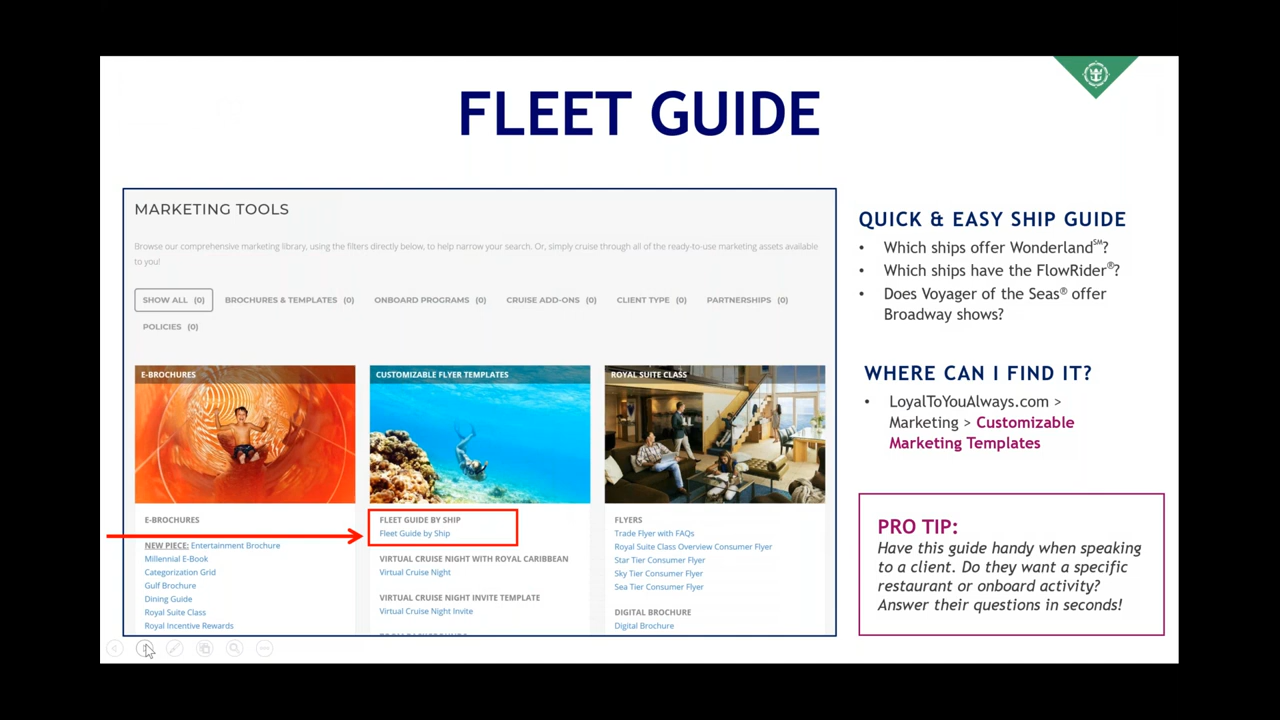 FLEET GUIDE
MARKETING TOOLS
Browse our comprehensive marketing library, using the filters directly below, to help narrow your search. Or, simply cruise through all of the ready-to-use marketing assets available
to you!
SHOW ALL (0) BROCHURES & TEMPLATES (0) ONBOARD PROGRAMS (0) CRUISE ADD-ONS (0) CLIENT TYPE (0) PARTNERSHIPS (0)
POLICIES (0)
E-BROCHURES
E-BROCHURES
NEW PIECE: Entertainment Brochure
Millennial E-Book
Categorization Grid
Gulf Brochure
Dining Guide
Royal Suite Class
Royal Incentive Rewards
CUSTOMIZABLE FLYER TEMPLATES
FLEET GUIDE BY SHIP
Fleet Guide by Ship
VIRTUAL CRUISE NIGHT WITH ROYAL CARIBBEAN
Virtual Cruise Night
VIRTUAL CRUISE NIGHT INVITE TEMPLATE
Virtual Cruise Night Invite
ROYAL SUITE CLASS
FLYERS
Trade Flyer with FAQs
Royal Suite Class Overview Consumer Flyer
Star Tier Consumer Flyer
Sky Tier Consumer Flyer
Sea Tier Consumer Flyer
DIGITAL BROCHURE
Digital Brochure
QUICK & EASY SHIP GUIDE
• Which ships offer Wonderland℠?
• Which ships have the FlowRider®?
• Does Voyager of the Seas® offer
Broadway shows?
WHERE CAN I FIND IT?
• LoyalToYouAlways.com >
Marketing > Customizable
Marketing Templates
PRO TIP:
Have this guide handy when speaking
to a client. Do they want a specific
restaurant or onboard activity?
Answer their questions in seconds!